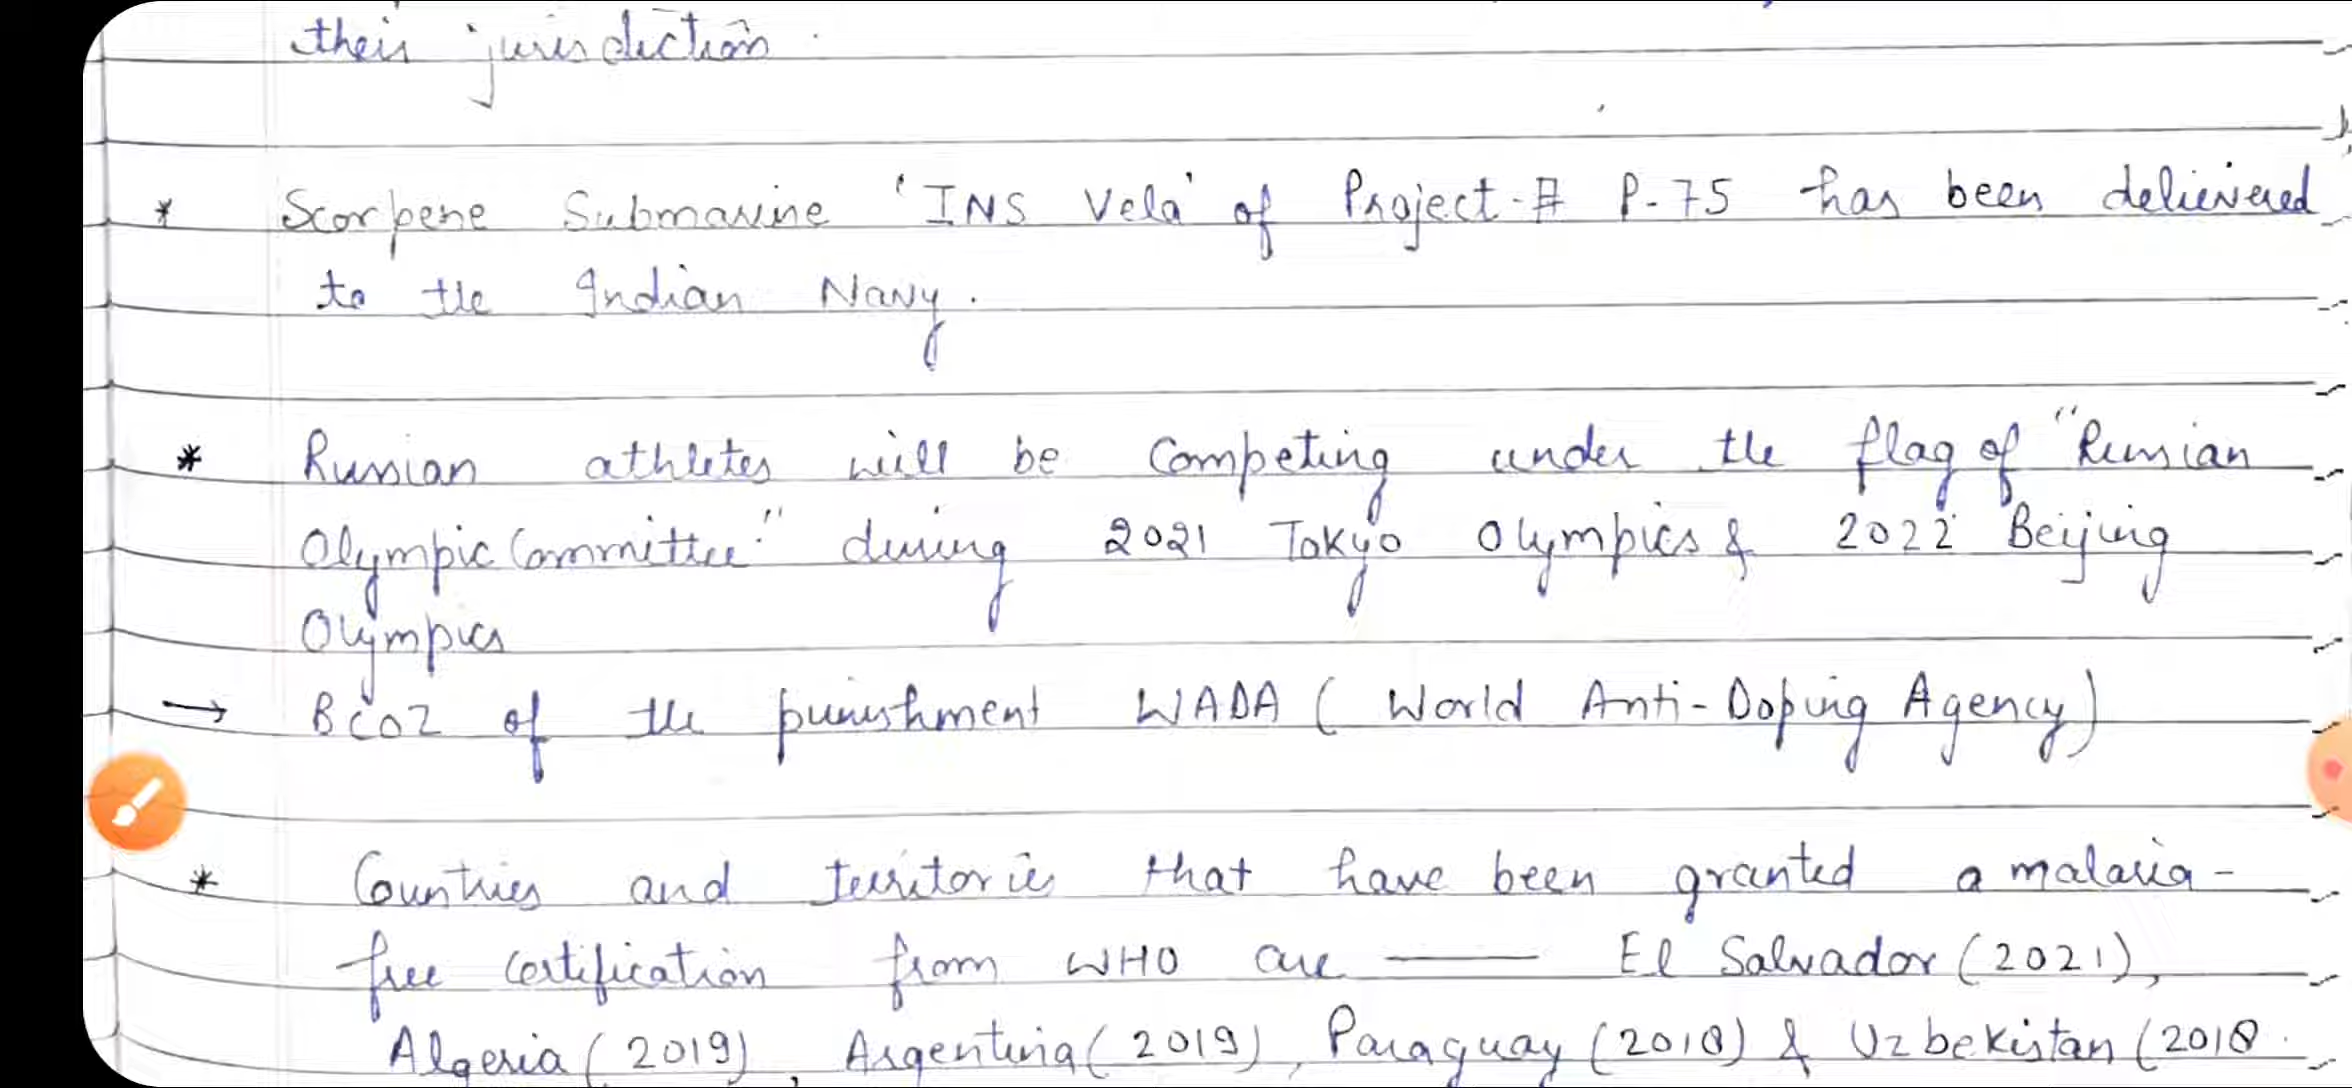 their jurisdiction.
* Scorpene Submarine 'INS Vela' of Project-# P-75 has been delievered
to the Indian Navy.
* Russian athletes will be Competing under the flag of "Russian
Olympic Committee" during 2021 Tokyo Olympics & 2022 Beijing
Olympics
→ BCoZ of the punishment WADA ( World Anti-Doping Agency)
* Countries and territories that have been granted a malaria-
free certification from WHO are —— El Salvador (2021),
Algeria (2019), Argentina (2019), Paraguay (2018) & Uzbekistan (2018